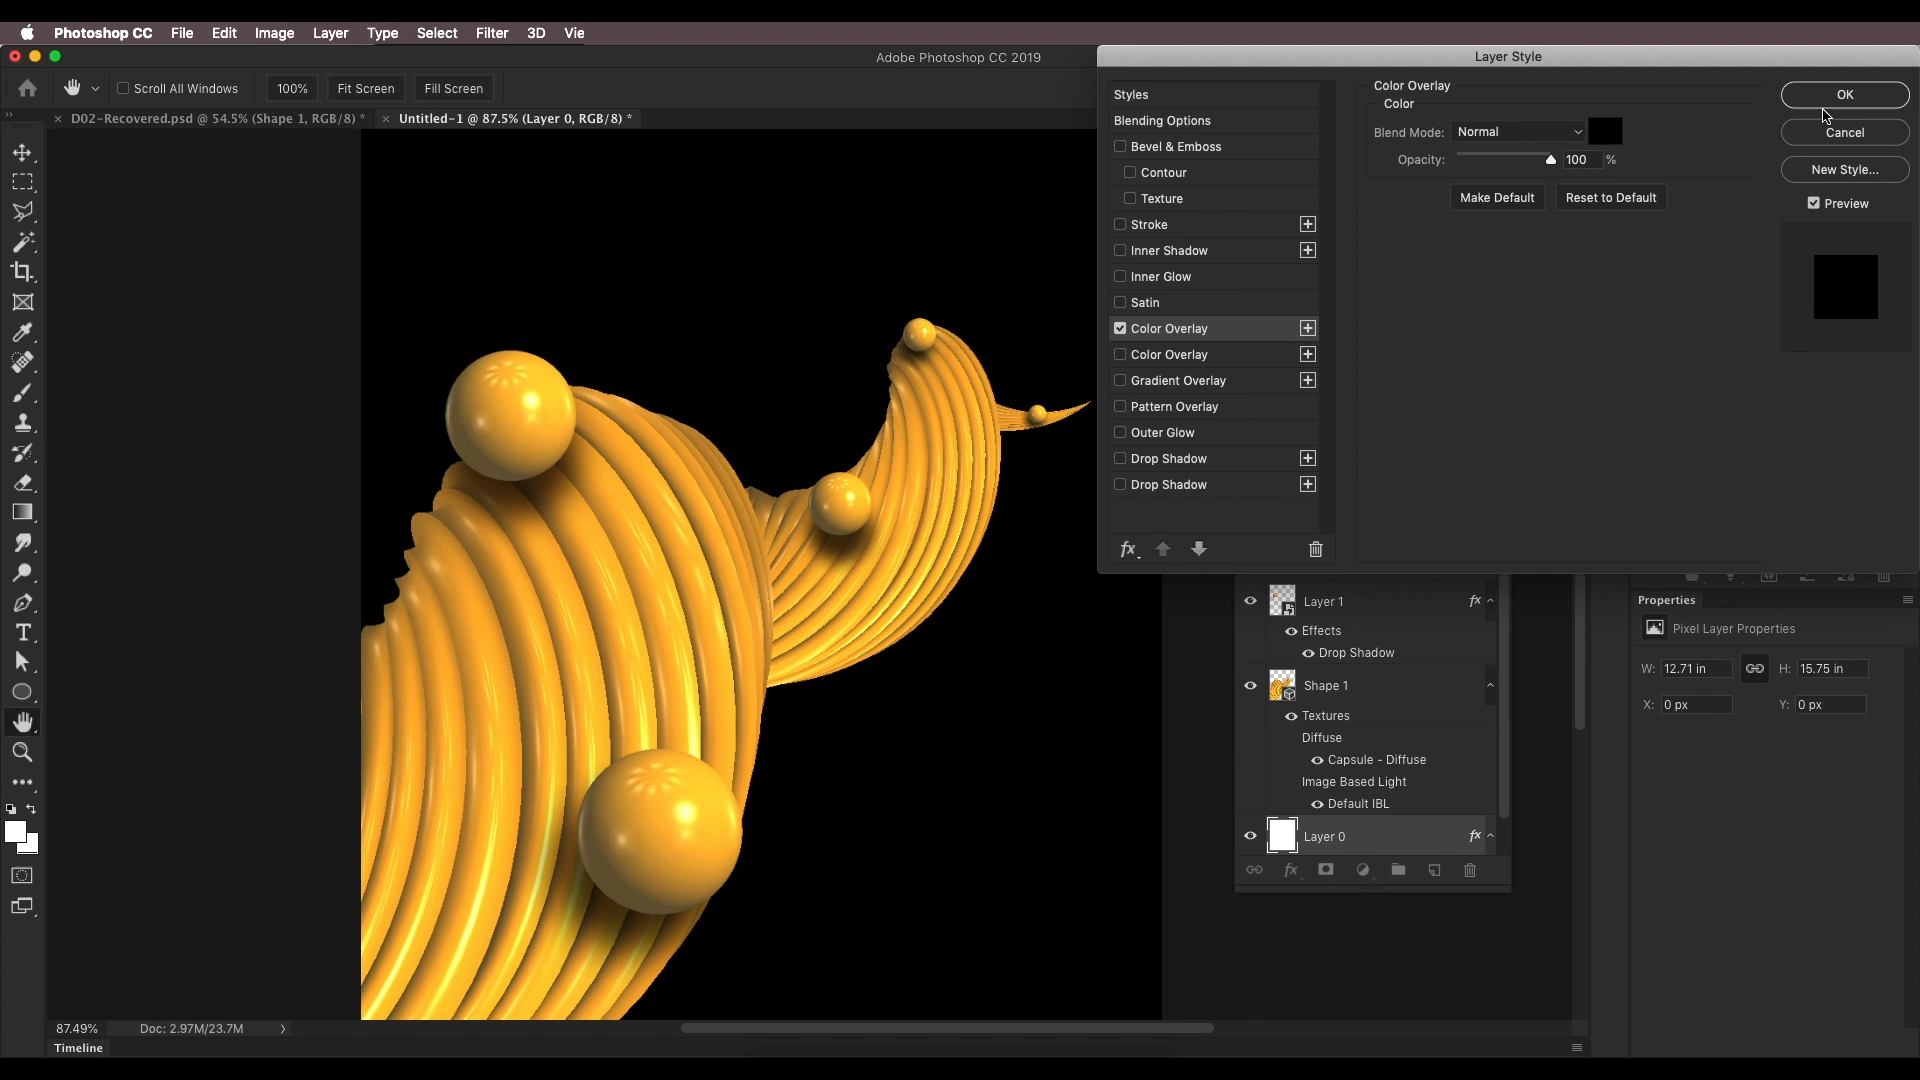 Photoshop CC File Edit Image Layer Type Select Filter 3D Vie
Adobe Photoshop CC 2019
Scroll All Windows 100% Fit Screen Fill Screen
D02-Recovered.psd @ 54.5% (Shape 1, RGB/8) *
Untitled-1 @ 87.5% (Layer 0, RGB/8) *
Layer Style
Styles
Blending Options
Bevel & Emboss
Contour
Texture
Stroke
Inner Shadow
Inner Glow
Satin
Color Overlay
Color Overlay
Gradient Overlay
Pattern Overlay
Outer Glow
Drop Shadow
Drop Shadow
fx
Color Overlay
Color
Blend Mode: Normal
Opacity: 100 %
Make Default Reset to Default
OK
Cancel
New Style...
Preview
Layer 1 fx
Effects
Drop Shadow
Shape 1
Textures
Diffuse
Capsule - Diffuse
Image Based Light
Default IBL
Layer 0 fx
fx
Properties
Pixel Layer Properties
W: 12.71 in H: 15.75 in
X: 0 px Y: 0 px
87.49% Doc: 2.97M/23.7M
Timeline